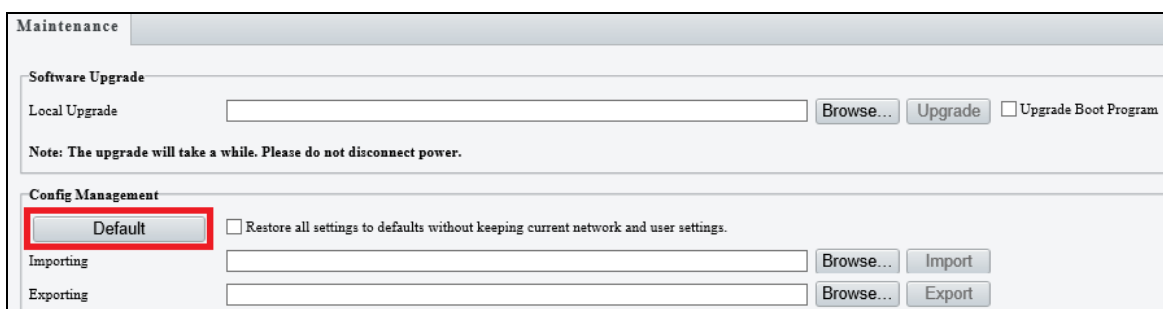 Maintenance
Software Upgrade
Local Upgrade Browse... Upgrade Upgrade Boot Program
Note: The upgrade will take a while. Please do not disconnect power.
Config Management
Default Restore all settings to defaults without keeping current network and user settings.
Importing Browse... Import
Exporting Browse... Export